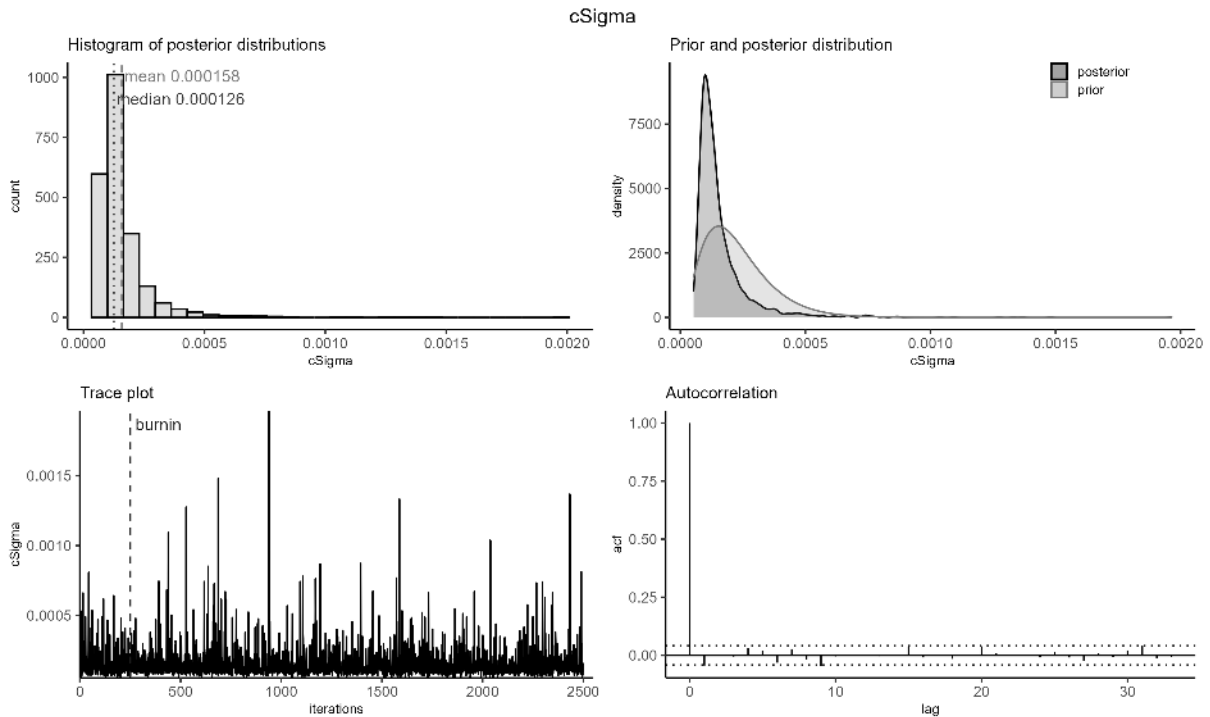 cSigma
Histogram of posterior distributions
1000
750
500
250
0
count
mean 0.000158
median 0.000126
0.0000
0.0005
0.0010
0.0015
0.0020
cSigma
Prior and posterior distribution
posterior
prior
7500
5000
2500
0
density
0.0000
0.0005
0.0010
0.0015
0.0020
cSigma
Trace plot
burnin
0.0015
0.0010
0.0005
cSigma
0
500
1000
1500
2000
2500
iterations
Autocorrelation
1.00
0.75
0.50
0.25
0.00
acf
0
10
20
30
lag